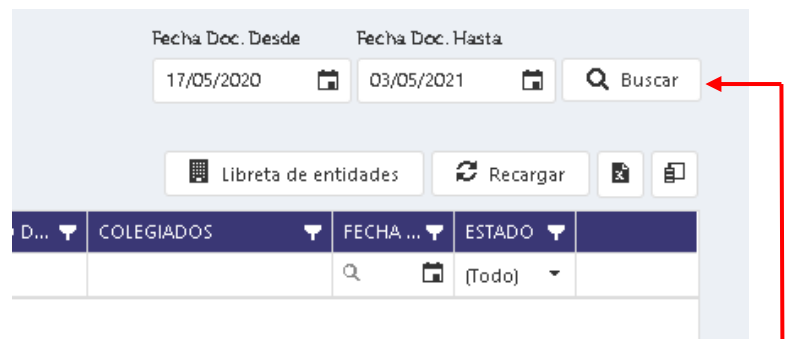 Fecha Doc. Desde Fecha Doc. Hasta
17/05/2020 03/05/2021 Buscar
Libreta de entidades Recargar
D... COLEGIADOS FECHA ... ESTADO
(Todo)